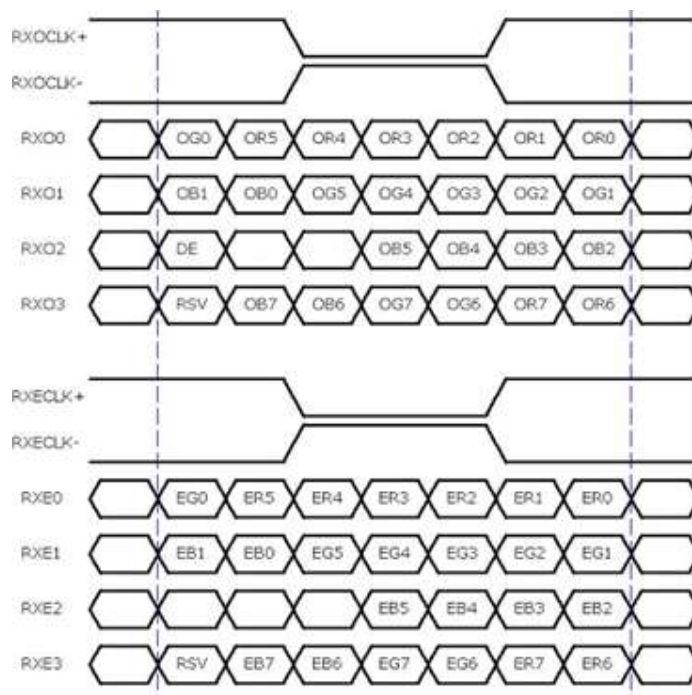 RXOCLK+
RXOCLK-
RXO0 OG0 OR5 OR4 OR3 OR2 OR1 OR0
RXO1 OB1 OB0 OG5 OG4 OG3 OG2 OG1
RXO2 DE OB5 OB4 OB3 OB2
RXO3 RSV OB7 OB6 OG7 OG6 OR7 OR6
RXECLK+
RXECLK-
RXE0 EG0 ER5 ER4 ER3 ER2 ER1 ER0
RXE1 EB1 EB0 EG5 EG4 EG3 EG2 EG1
RXE2 EB5 EB4 EB3 EB2
RXE3 RSV EB7 EB6 EG7 EG6 ER7 ER6